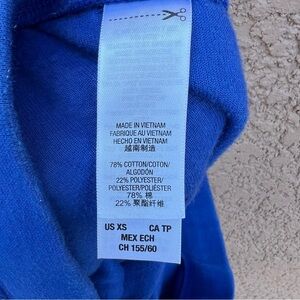 MADE IN VIETNAM
FABRIQUE AU VIETNAM
HECHO EN VIETNAM
越南制造
78% COTTON/COTON/
ALGODÓN
22% POLYESTER/
POLYESTER/POLIÉSTER
78% 棉
22% 聚酯纤维
US XS CA TP
MEX ECH
CH 155/60